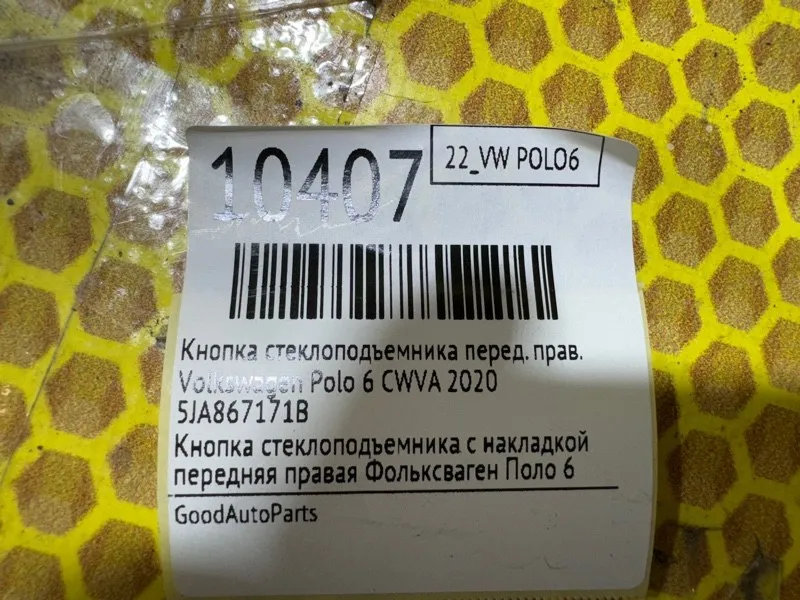 10407
22_VW POLO6
Кнопка стеклоподъемника перед. прав.
Volkswagen Polo 6 CWVA 2020
5JA867171B
Кнопка стеклоподъемника с накладкой
передняя правая Фольксваген Поло 6
GoodAutoParts